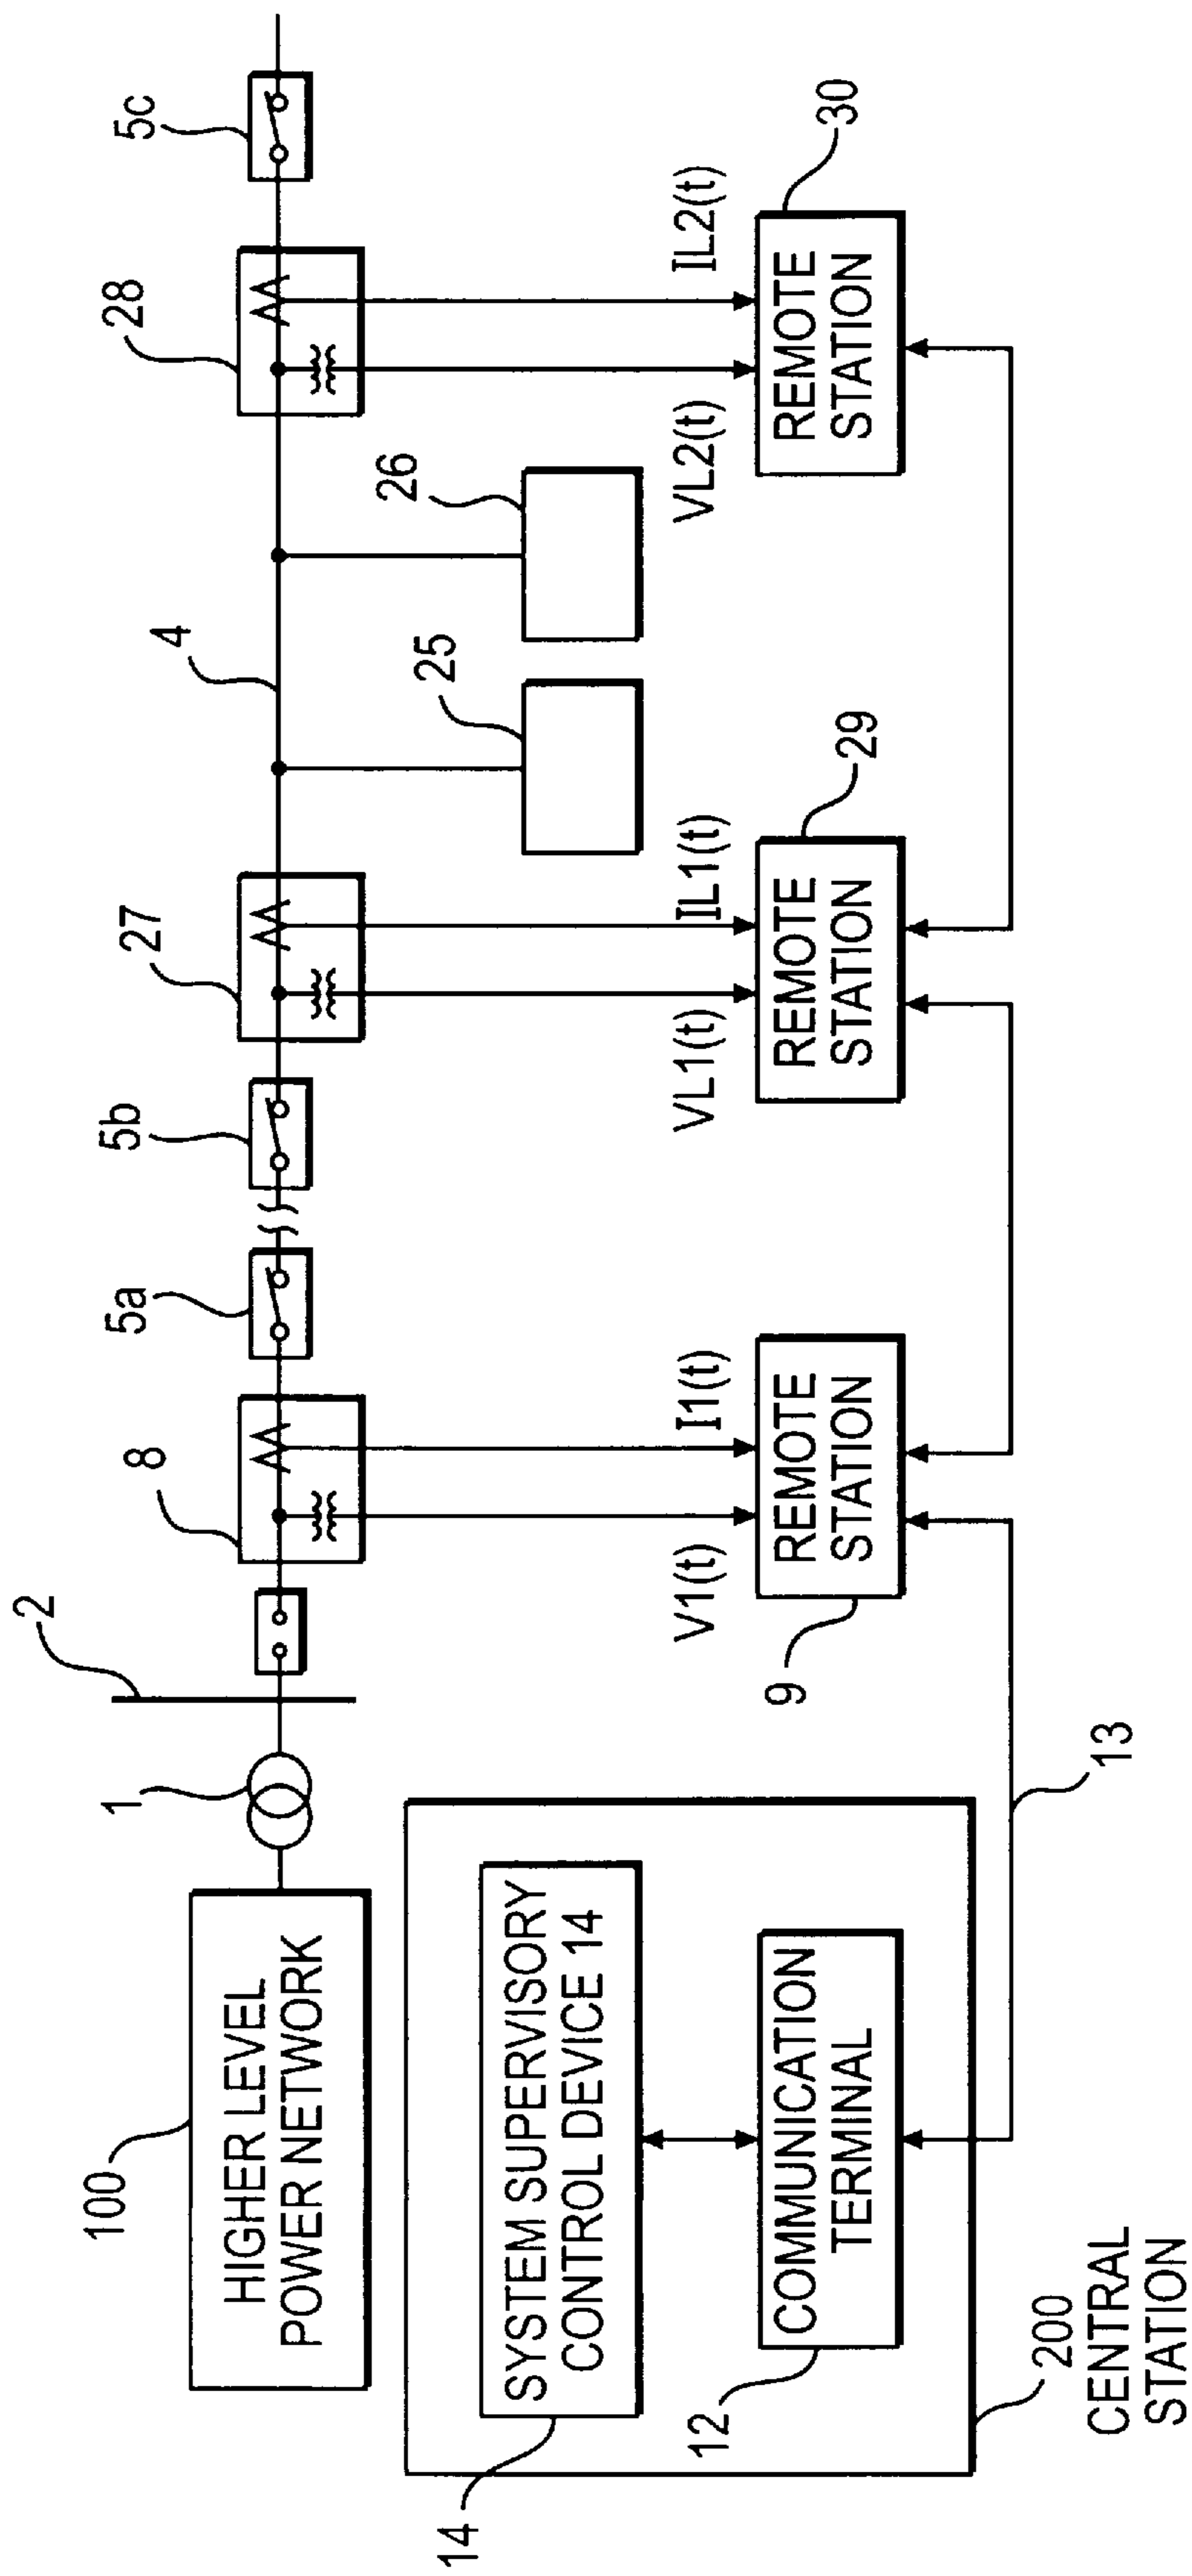 100
HIGHER LEVEL
POWER NETWORK
1
2
8
5a
5b
27
4
28
5c
25
26
V1(t)
I1(t)
VL1(t)
IL1(t)
VL2(t)
IL2(t)
14
SYSTEM SUPERVISORY
CONTROL DEVICE 14
12
COMMUNICATION
TERMINAL
9
REMOTE
STATION
29
REMOTE
STATION
30
REMOTE
STATION
13
200
CENTRAL
STATION